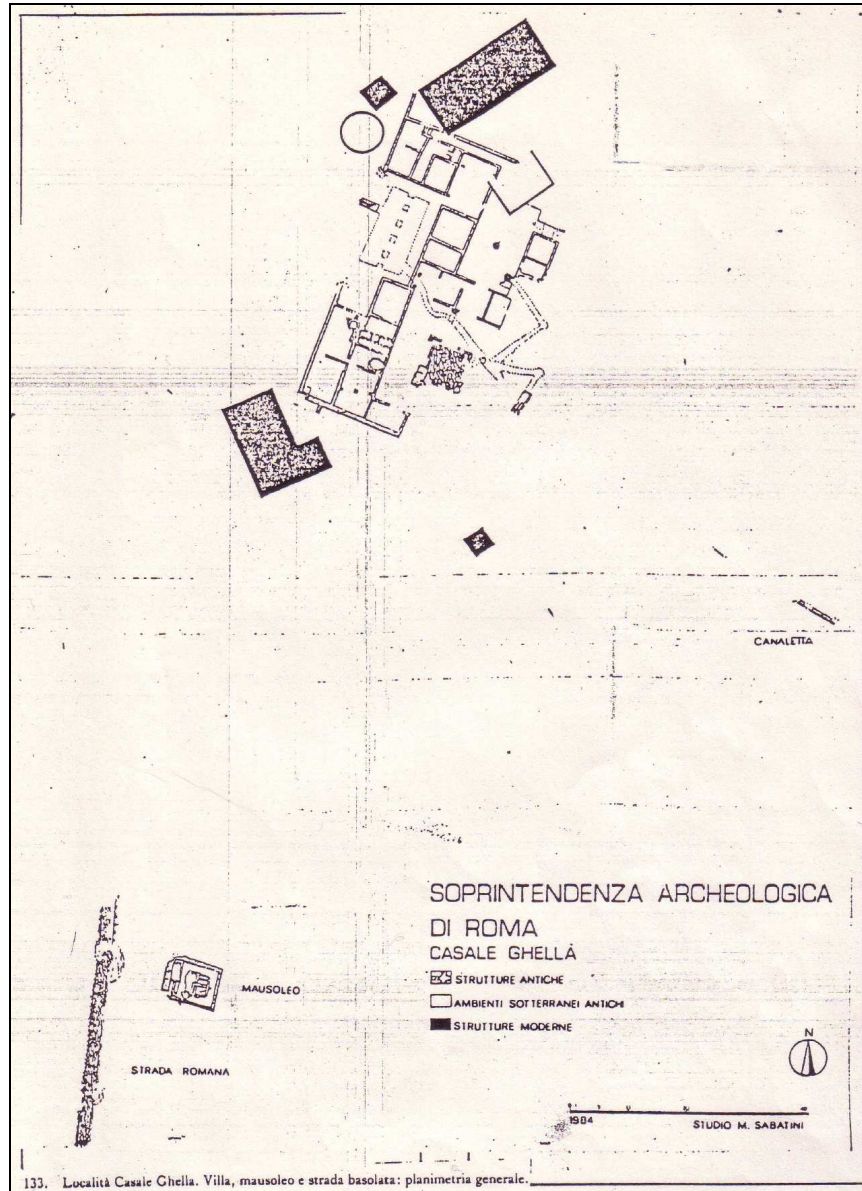 CANALETTA
SOPRINTENDENZA ARCHEOLOGICA
DI ROMA
CASALE GHELLÀ
STRUTTURE ANTICHE
AMBIENTI SOTTERRANEI ANTICHI
STRUTTURE MODERNE
MAUSOLEO
STRADA ROMANA
N
1984
STUDIO M. SABATINI
133. Località Casale Ghella. Villa, mausoleo e strada basolata: planimetria generale.